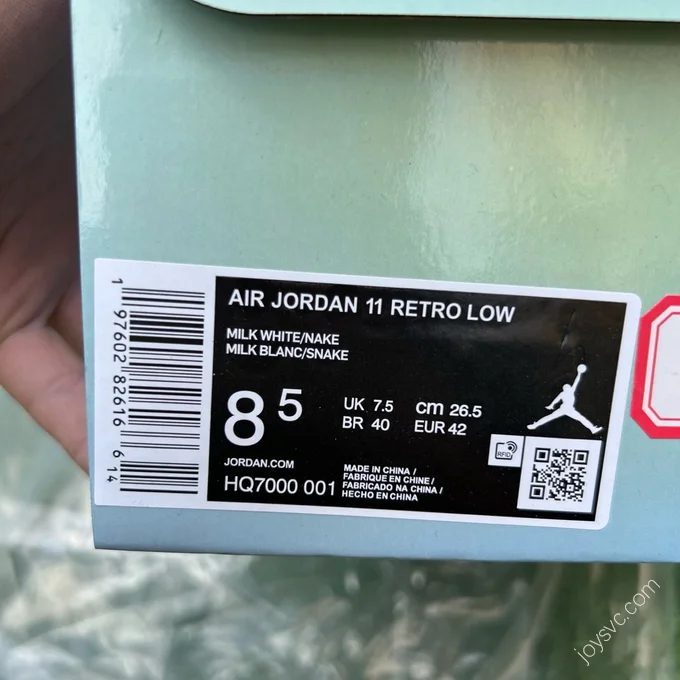 1 97602 82616 6 14
AIR JORDAN 11 RETRO LOW
MILK WHITE/NAKE
MILK BLANC/SNAKE
8 5
UK 7.5 cm 26.5
BR 40 EUR 42
JORDAN.COM
HQ7000 001
MADE IN CHINA /
FABRIQUE EN CHINE /
FABRICADO NA CHINA /
HECHO EN CHINA
RFID
joysvc.com